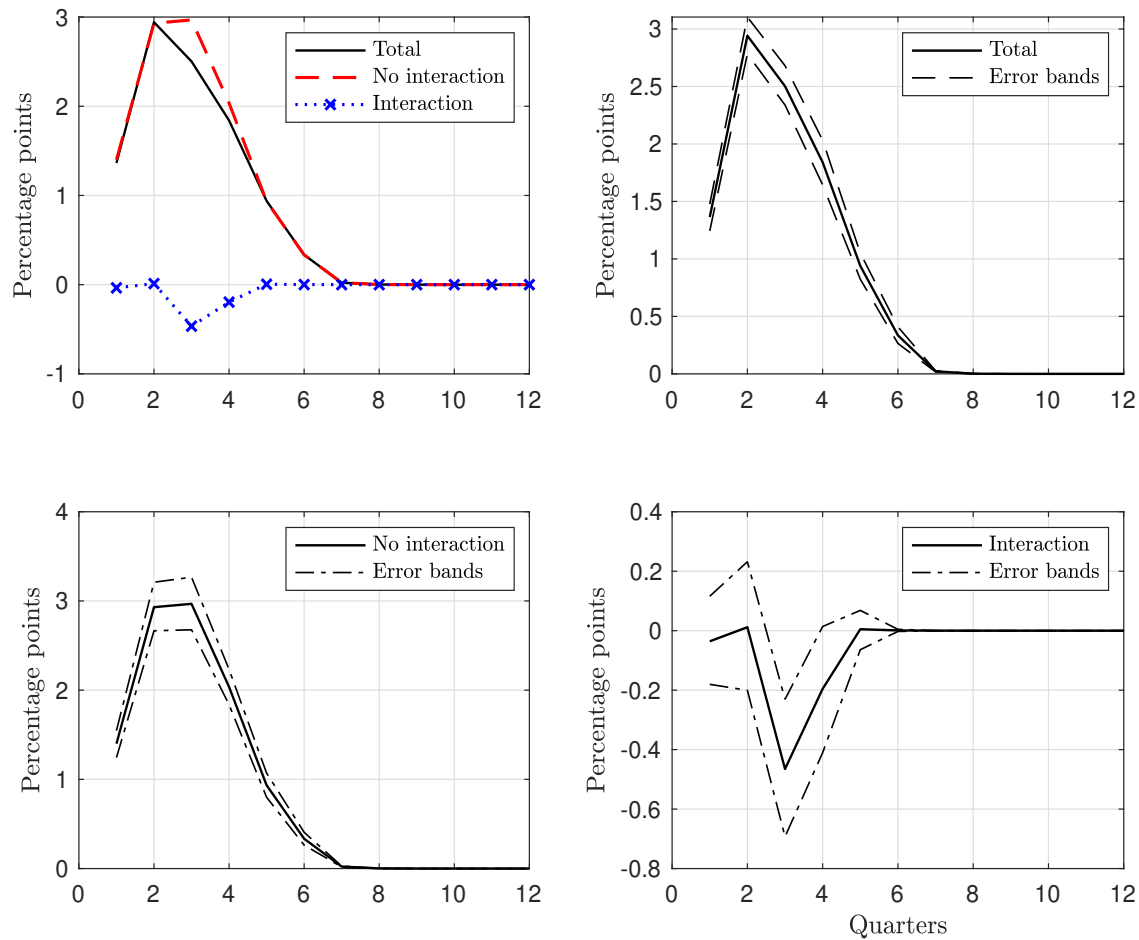 3
2
1
0
-1
Percentage points
Total
No interaction
Interaction
0 2 4 6 8 10 12
3
2.5
2
1.5
1
0.5
0
Percentage points
Total
Error bands
0 2 4 6 8 10 12
4
3
2
1
0
Percentage points
No interaction
Error bands
0 2 4 6 8 10 12
0.4
0.2
0
-0.2
-0.4
-0.6
-0.8
Percentage points
Interaction
Error bands
0 2 4 6 8 10 12
Quarters